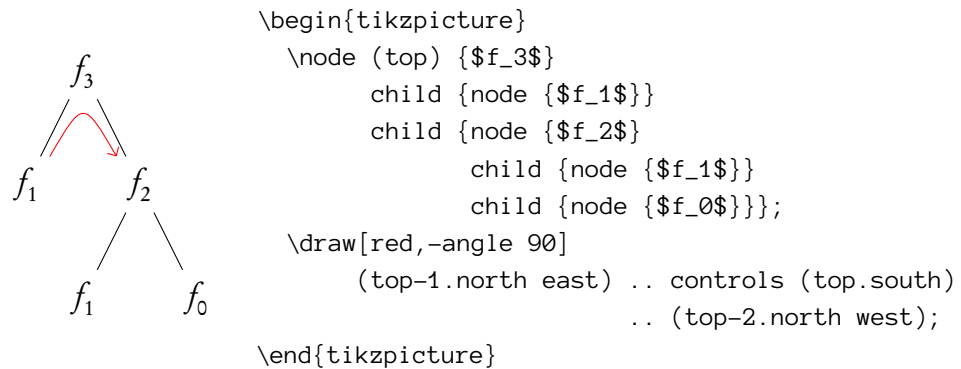 f₃
f₁ f₂
f₁ f₀
\begin{tikzpicture}
  \node (top) {$f_3$}
        child {node {$f_1$}}
        child {node {$f_2$}
               child {node {$f_1$}}
               child {node {$f_0$}}};
  \draw[red,-angle 90]
       (top-1.north east) .. controls (top.south)
                          .. (top-2.north west);
\end{tikzpicture}